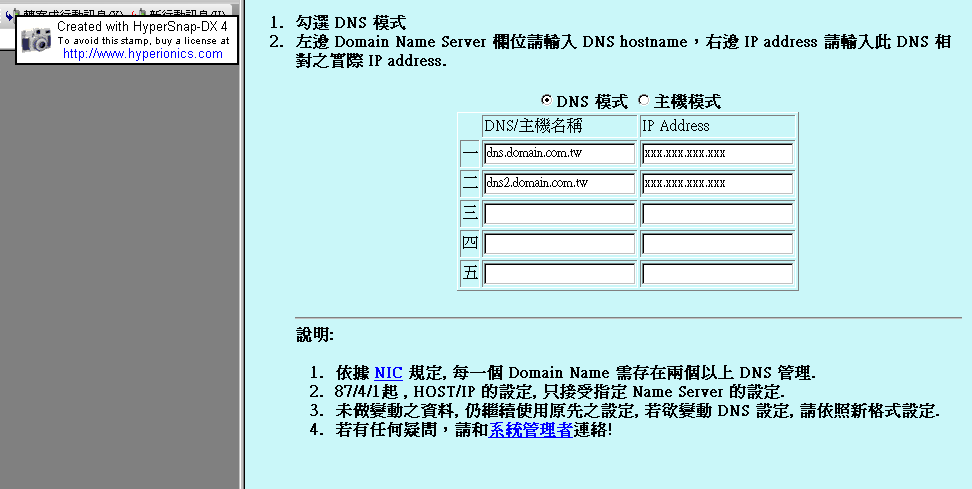 Created with HyperSnap-DX 4
To avoid this stamp, buy a license at
http://www.hyperionics.com
1. 勾選 DNS 模式
2. 左邊 Domain Name Server 欄位請輸入 DNS hostname，右邊 IP address 請輸入此 DNS 相
對之實際 IP address.
DNS 模式 主機模式
DNS/主機名稱 IP Address
一 dns.domain.com.tw xxx.xxx.xxx.xxx
二 dns2.domain.com.tw xxx.xxx.xxx.xxx
三
四
五
說明:
1. 依據 NIC 規定, 每一個 Domain Name 需存在兩個以上 DNS 管理.
2. 87/4/1起 , HOST/IP 的設定, 只接受指定 Name Server 的設定.
3. 未做變動之資料, 仍繼續使用原先之設定, 若欲變動 DNS 設定, 請依照新格式設定.
4. 若有任何疑問，請和系統管理者連絡!